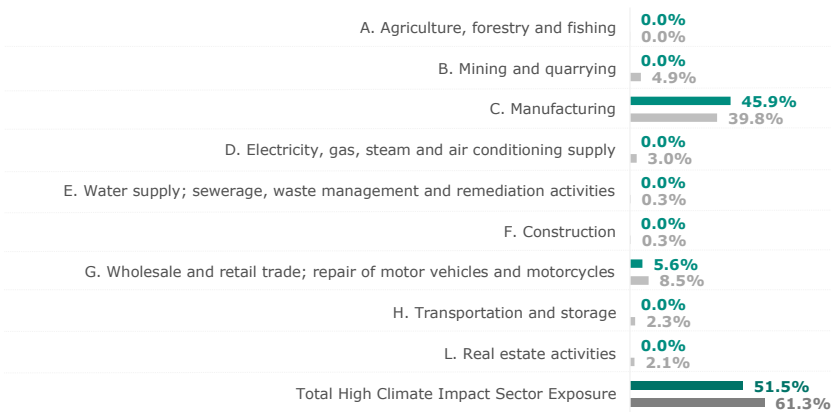 A. Agriculture, forestry and fishing
0.0%
0.0%
B. Mining and quarrying
0.0%
4.9%
C. Manufacturing
45.9%
39.8%
D. Electricity, gas, steam and air conditioning supply
0.0%
3.0%
E. Water supply; sewerage, waste management and remediation activities
0.0%
0.3%
F. Construction
0.0%
0.3%
G. Wholesale and retail trade; repair of motor vehicles and motorcycles
5.6%
8.5%
H. Transportation and storage
0.0%
2.3%
L. Real estate activities
0.0%
2.1%
Total High Climate Impact Sector Exposure
51.5%
61.3%